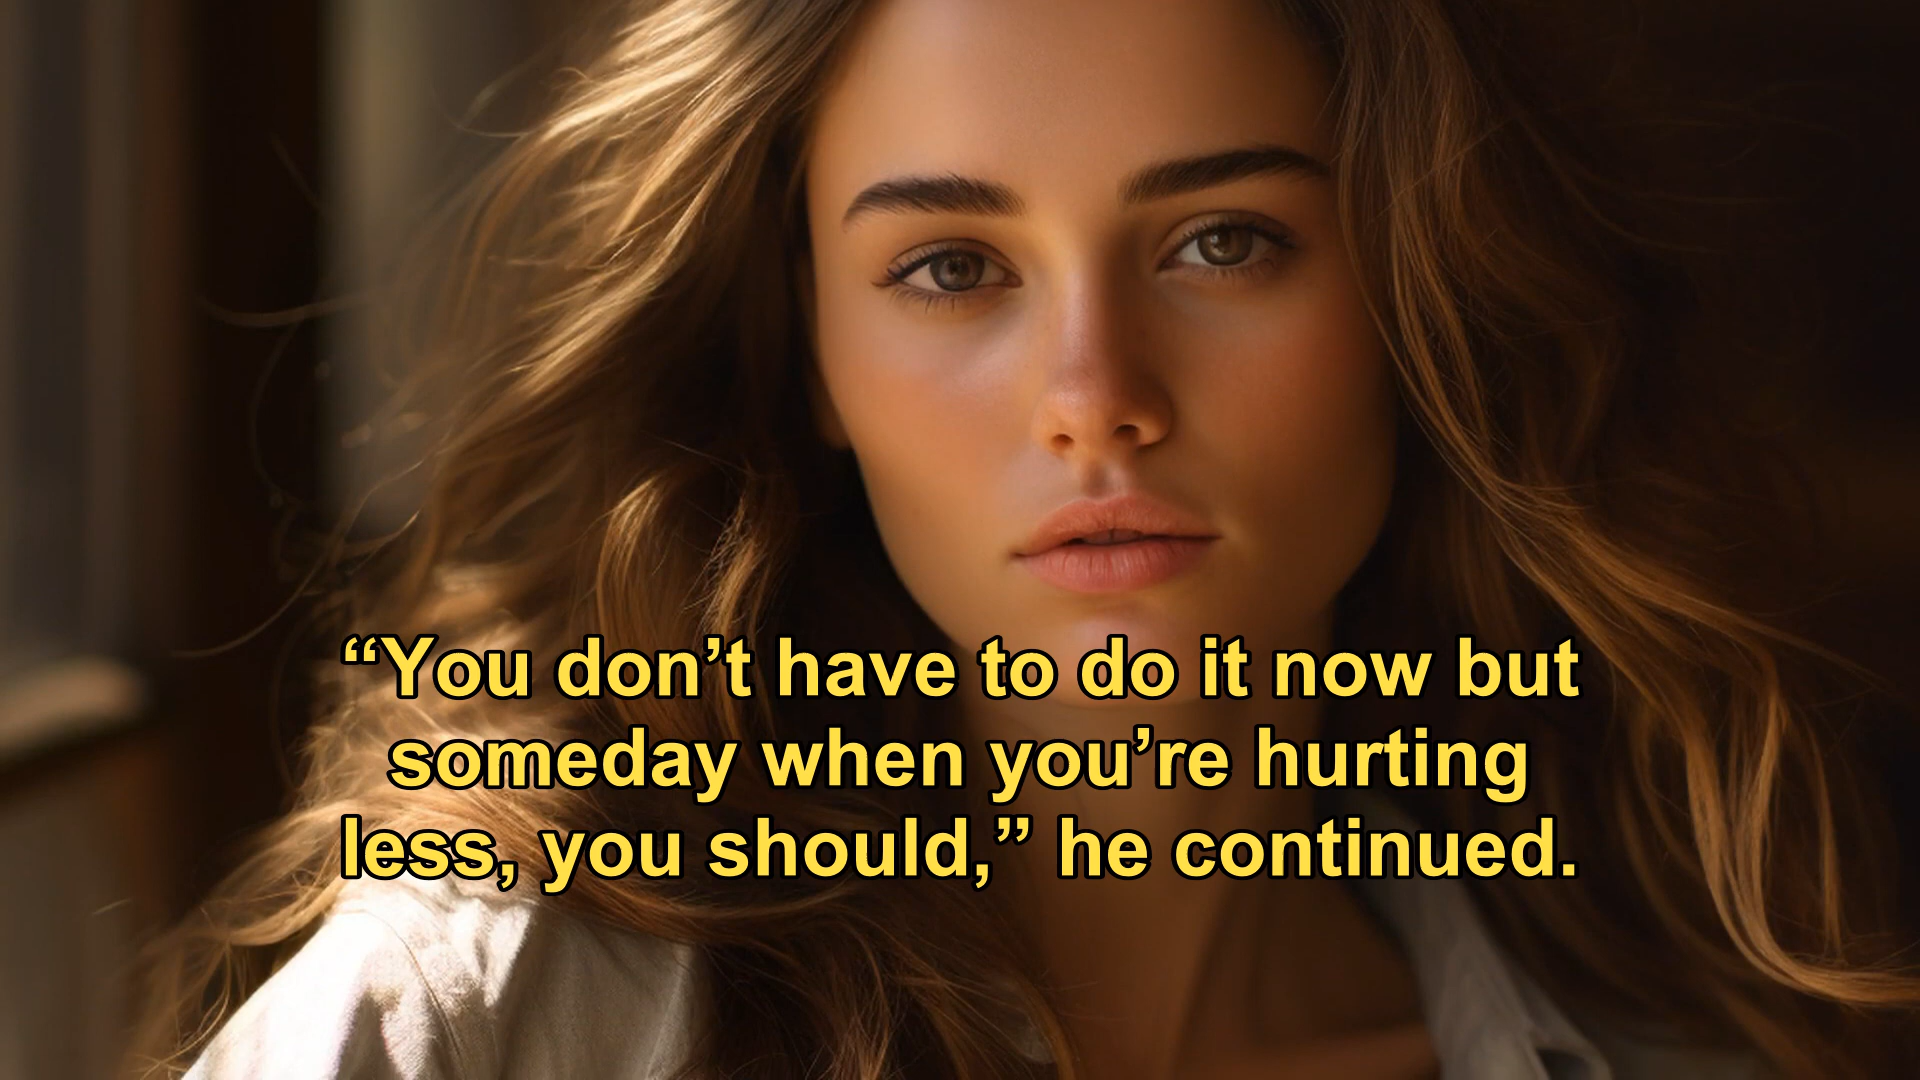 “You don’t have to do it now but
someday when you’re hurting
less, you should,” he continued.